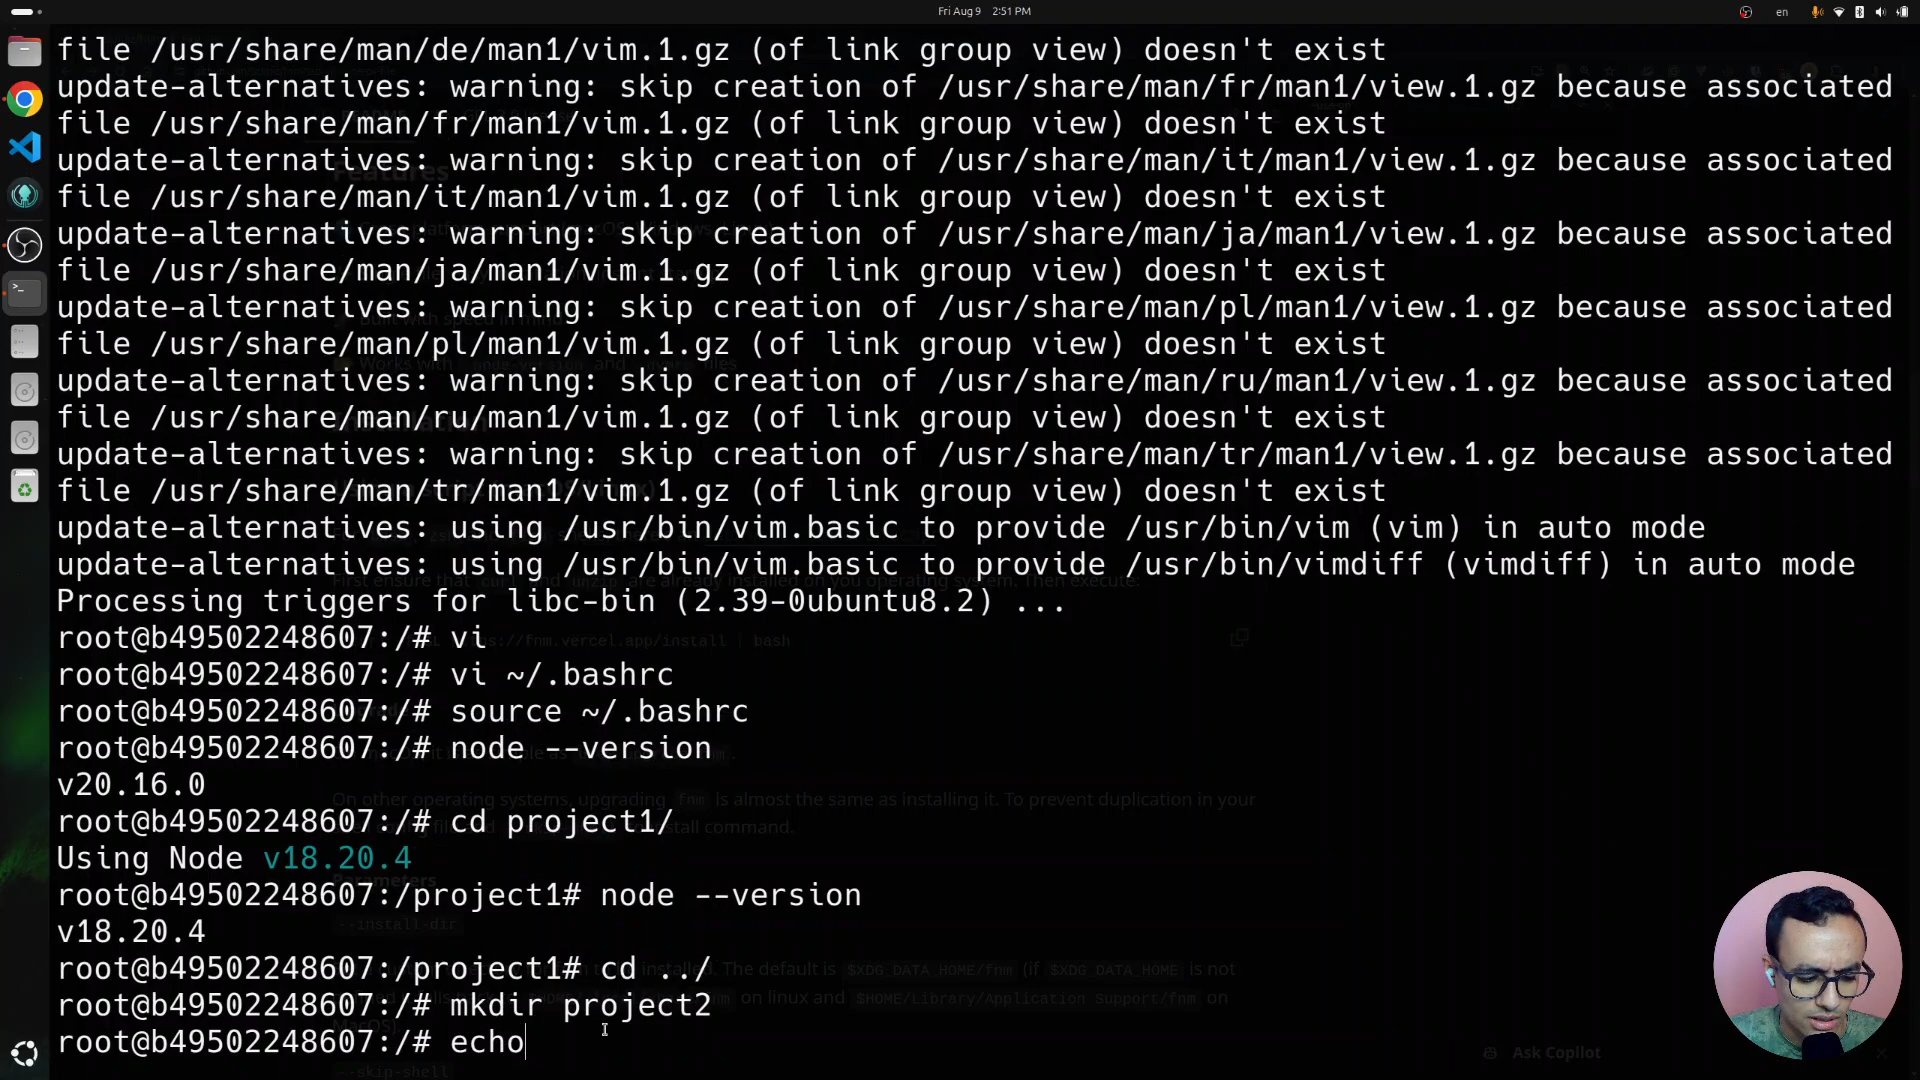 Fri Aug 9 2:51 PM
en
file /usr/share/man/de/man1/vim.1.gz (of link group view) doesn't exist
update-alternatives: warning: skip creation of /usr/share/man/fr/man1/view.1.gz because associated
file /usr/share/man/fr/man1/vim.1.gz (of link group view) doesn't exist
update-alternatives: warning: skip creation of /usr/share/man/it/man1/view.1.gz because associated
file /usr/share/man/it/man1/vim.1.gz (of link group view) doesn't exist
update-alternatives: warning: skip creation of /usr/share/man/ja/man1/view.1.gz because associated
file /usr/share/man/ja/man1/vim.1.gz (of link group view) doesn't exist
update-alternatives: warning: skip creation of /usr/share/man/pl/man1/view.1.gz because associated
file /usr/share/man/pl/man1/vim.1.gz (of link group view) doesn't exist
update-alternatives: warning: skip creation of /usr/share/man/ru/man1/view.1.gz because associated
file /usr/share/man/ru/man1/vim.1.gz (of link group view) doesn't exist
update-alternatives: warning: skip creation of /usr/share/man/tr/man1/view.1.gz because associated
file /usr/share/man/tr/man1/vim.1.gz (of link group view) doesn't exist
update-alternatives: using /usr/bin/vim.basic to provide /usr/bin/vim (vim) in auto mode
update-alternatives: using /usr/bin/vim.basic to provide /usr/bin/vimdiff (vimdiff) in auto mode
Processing triggers for libc-bin (2.39-0ubuntu8.2) ...
root@b49502248607:/# vi
root@b49502248607:/# vi ~/.bashrc
root@b49502248607:/# source ~/.bashrc
root@b49502248607:/# node --version
v20.16.0
root@b49502248607:/# cd project1/
Using Node v18.20.4
root@b49502248607:/project1# node --version
v18.20.4
root@b49502248607:/project1# cd ../
root@b49502248607:/# mkdir project2
root@b49502248607:/# echo
Ask Copilot